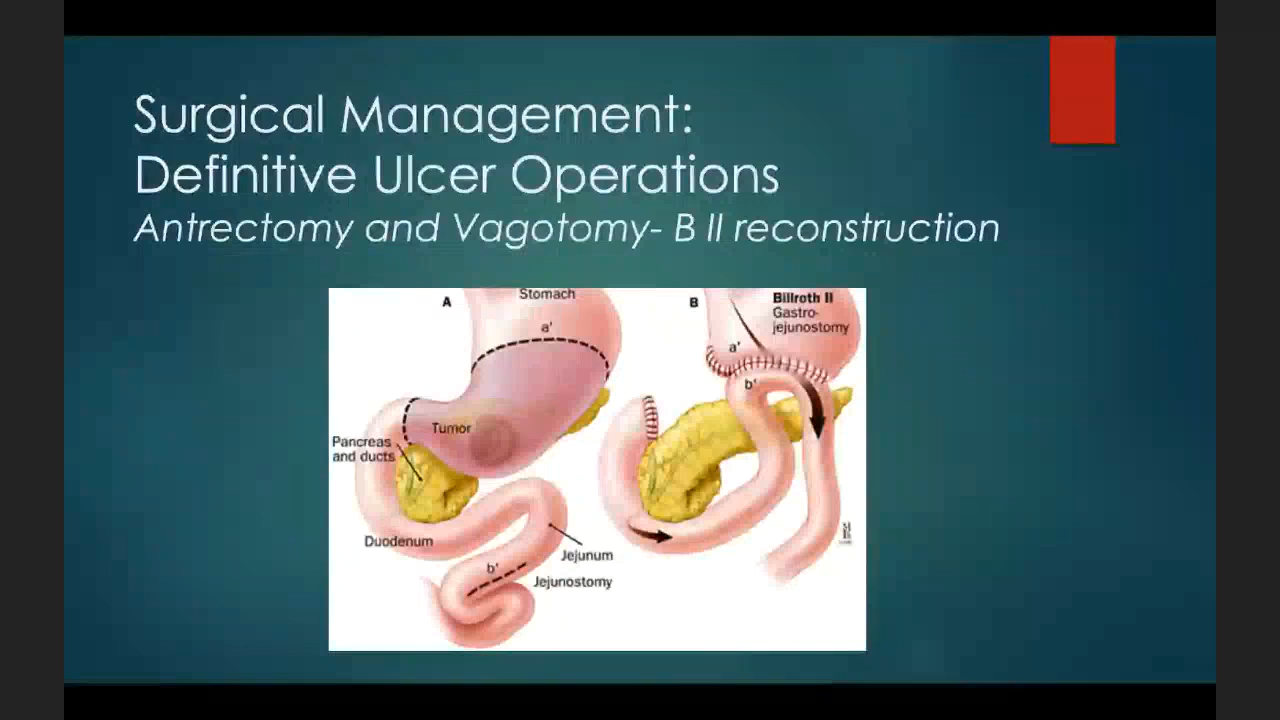 Surgical Management:
Definitive Ulcer Operations
Antrectomy and Vagotomy- B II reconstruction
A
Stomach
a'
Tumor
Pancreas
and ducts
Duodenum
Jejunum
b'
Jejunostomy
B
Billroth II
Gastro-
jejunostomy
a'
b'